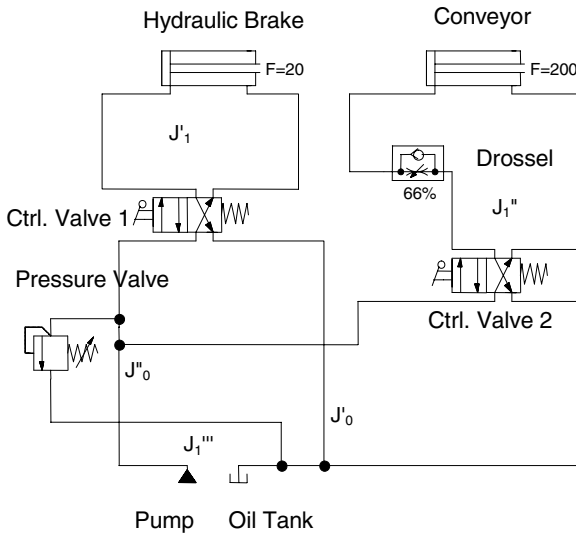 Hydraulic Brake
Conveyor
F=20
F=200
J'₁
Drossel
66%
J₁"
Ctrl. Valve 1
Pressure Valve
Ctrl. Valve 2
J"₀
J'₀
J₁'''
Pump
Oil Tank